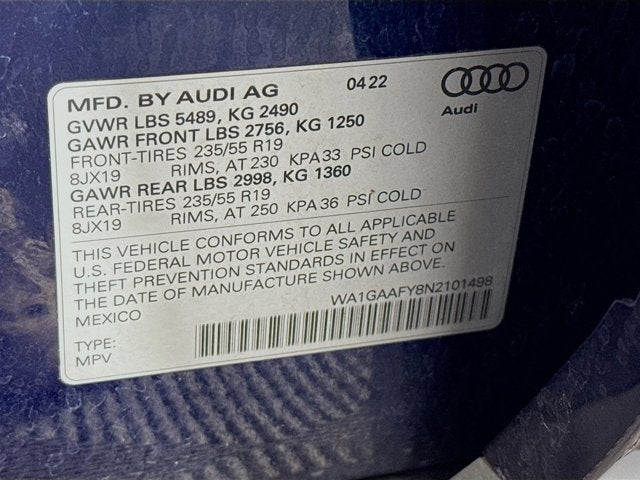 MFD. BY AUDI AG 04 22
GVWR LBS 5489, KG 2490
GAWR FRONT LBS 2756, KG 1250
FRONT-TIRES 235/55 R19
8JX19 RIMS, AT 230 KPA 33 PSI COLD
GAWR REAR LBS 2998, KG 1360
REAR-TIRES 235/55 R19
8JX19 RIMS, AT 250 KPA 36 PSI COLD
Audi
THIS VEHICLE CONFORMS TO ALL APPLICABLE
U.S. FEDERAL MOTOR VEHICLE SAFETY AND
THEFT PREVENTION STANDARDS IN EFFECT ON
THE DATE OF MANUFACTURE SHOWN ABOVE.
MEXICO WA1GAAFY8N2101498
TYPE:
MPV